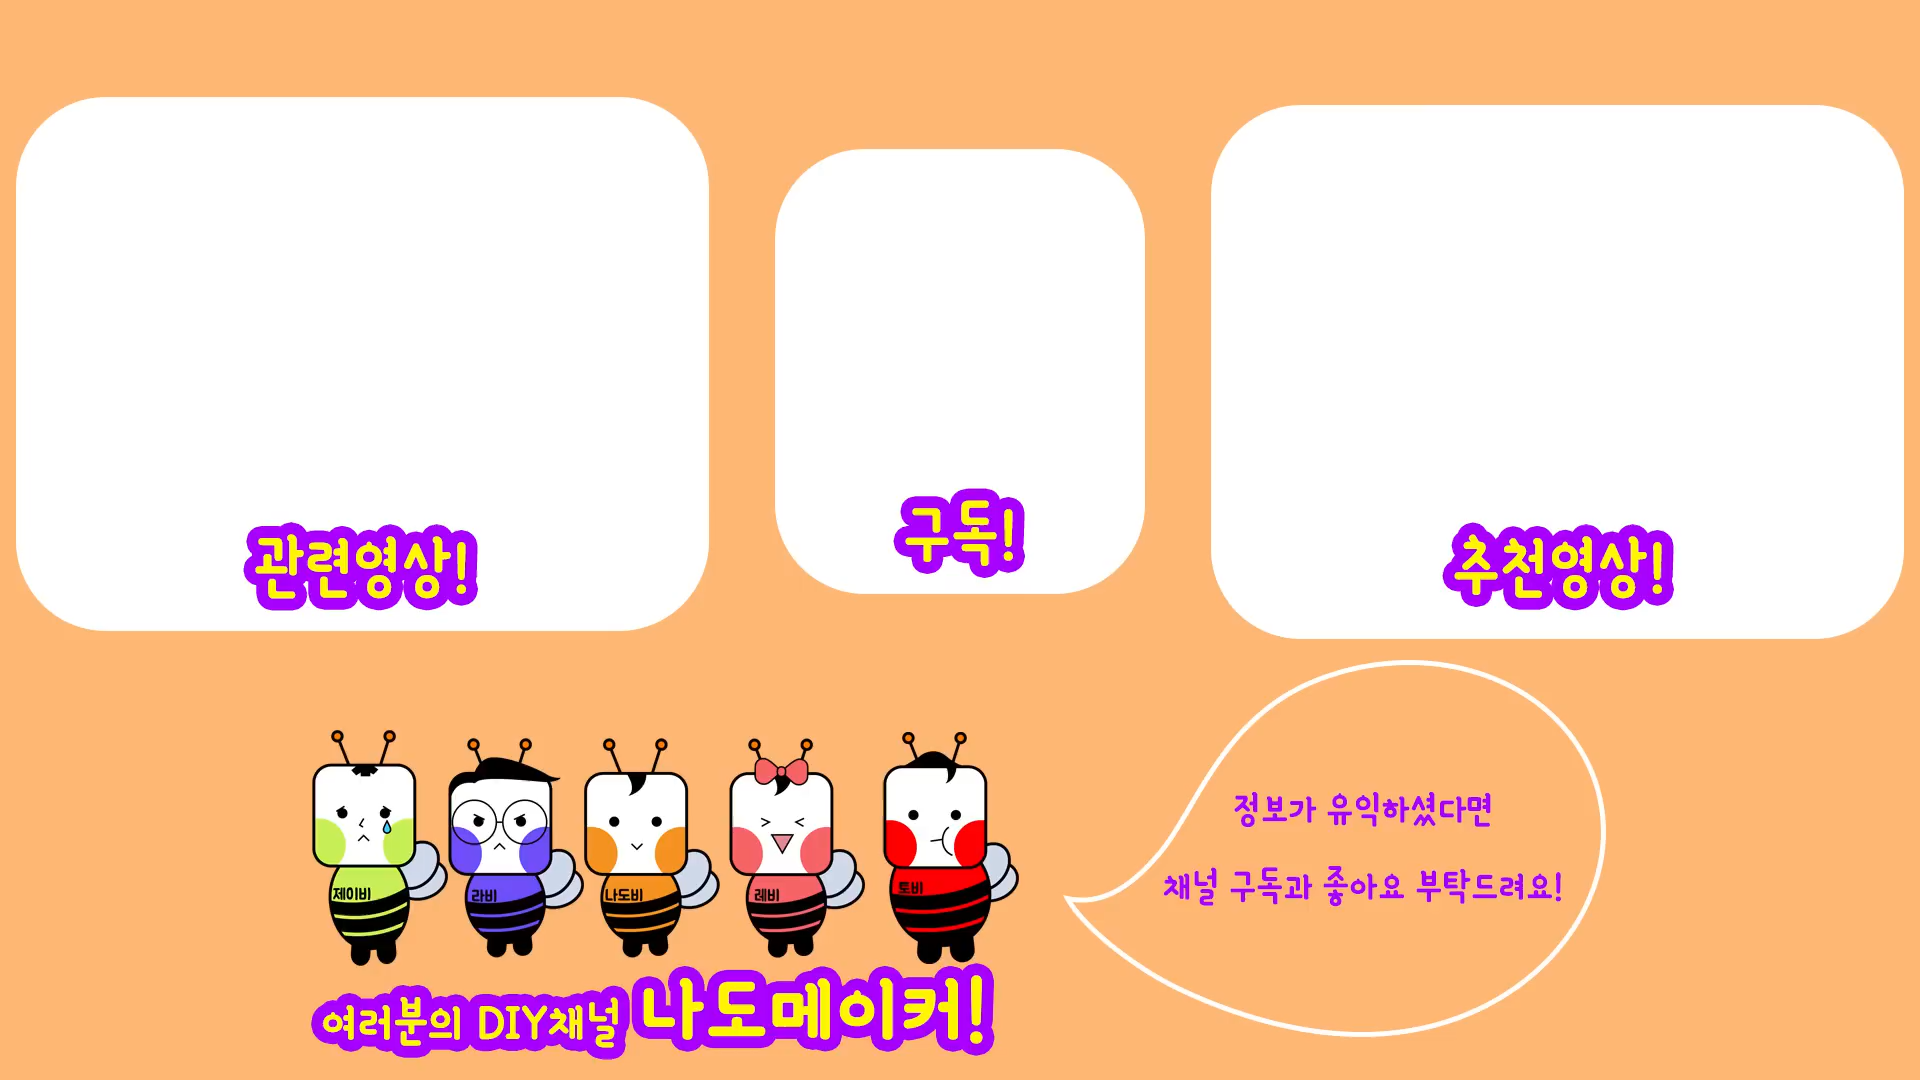 관련영상!
구독!
추천영상!
정보가 유익하셨다면
채널 구독과 좋아요 부탁드려요!
제이비
라비
나도비
레비
토비
여러분의 DIY채널 나도메이커!